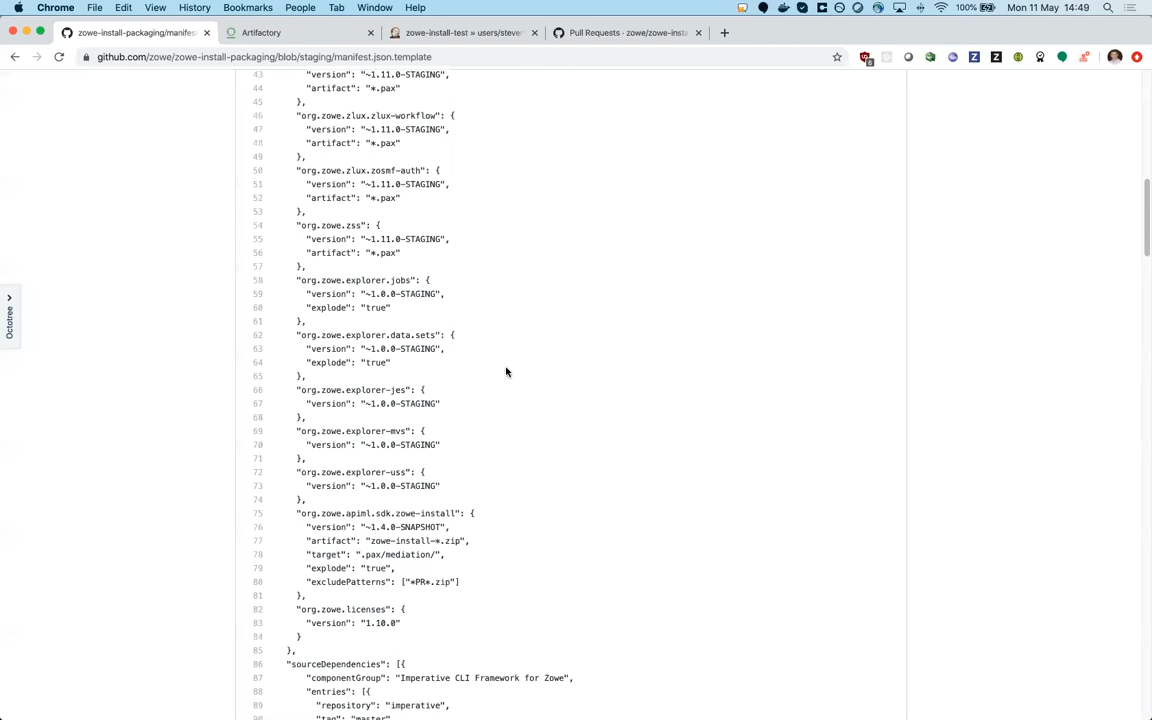 Chrome File Edit View History Bookmarks People Tab Window Help 100% Mon 11 May 14:49
zowe-install-packaging/manifes Artifactory zowe-install-test » users/steve Pull Requests · zowe/zowe-insta
github.com/zowe/zowe-install-packaging/blob/staging/manifest.json.template
6
Octotree
43 "version": "~1.11.0-STAGING",
44 "artifact": "*.pax"
45 },
46 "org.zowe.zlux.zlux-workflow": {
47 "version": "~1.11.0-STAGING",
48 "artifact": "*.pax"
49 },
50 "org.zowe.zlux.zosmf-auth": {
51 "version": "~1.11.0-STAGING",
52 "artifact": "*.pax"
53 },
54 "org.zowe.zss": {
55 "version": "~1.11.0-STAGING",
56 "artifact": "*.pax"
57 },
58 "org.zowe.explorer.jobs": {
59 "version": "~1.0.0-STAGING",
60 "explode": "true"
61 },
62 "org.zowe.explorer.data.sets": {
63 "version": "~1.0.0-STAGING",
64 "explode": "true"
65 },
66 "org.zowe.explorer-jes": {
67 "version": "~1.0.0-STAGING"
68 },
69 "org.zowe.explorer-mvs": {
70 "version": "~1.0.0-STAGING"
71 },
72 "org.zowe.explorer-uss": {
73 "version": "~1.0.0-STAGING"
74 },
75 "org.zowe.apiml.sdk.zowe-install": {
76 "version": "~1.4.0-SNAPSHOT",
77 "artifact": "zowe-install-*.zip",
78 "target": ".pax/mediation/",
79 "explode": "true",
80 "excludePatterns": ["*PR*.zip"]
81 },
82 "org.zowe.licenses": {
83 "version": "1.10.0"
84 }
85 },
86 "sourceDependencies": [{
87 "componentGroup": "Imperative CLI Framework for Zowe",
88 "entries": [{
89 "repository": "imperative",
90 "tag": "master"